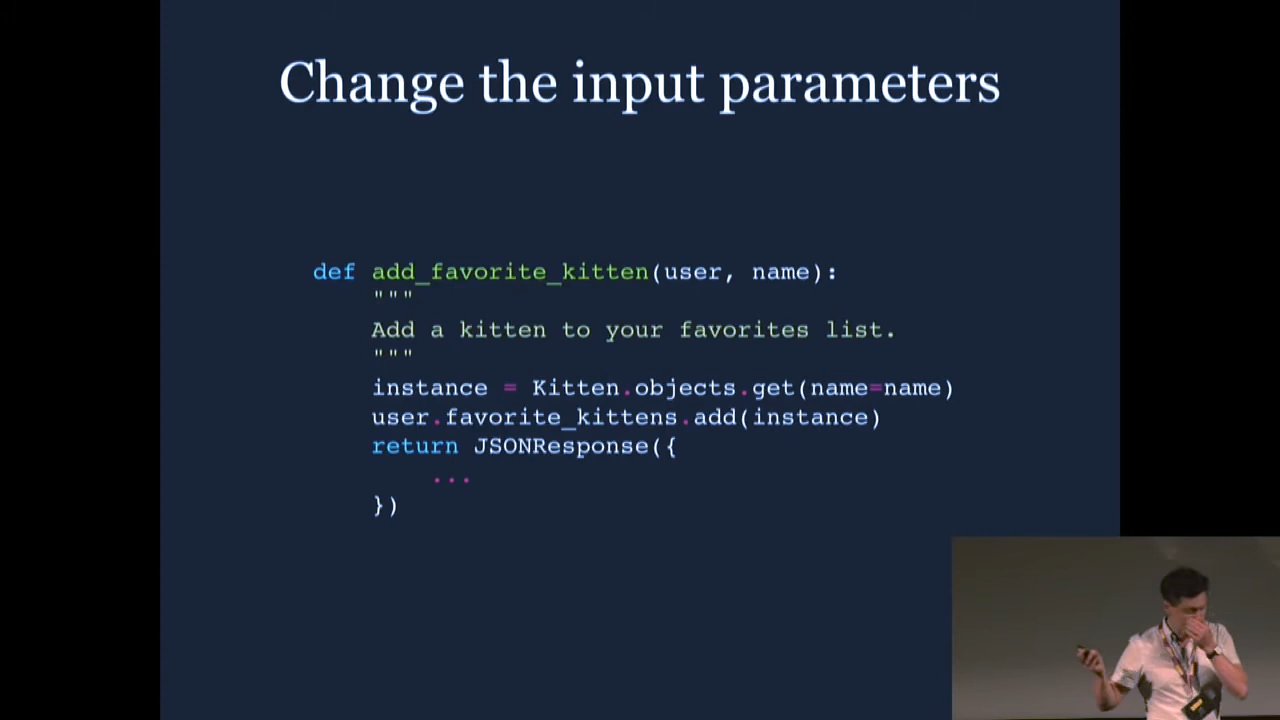 Change the input parameters
def add_favorite_kitten(user, name):
    """
    Add a kitten to your favorites list.
    """
    instance = Kitten.objects.get(name=name)
    user.favorite_kittens.add(instance)
    return JSONResponse({
        ...
    })